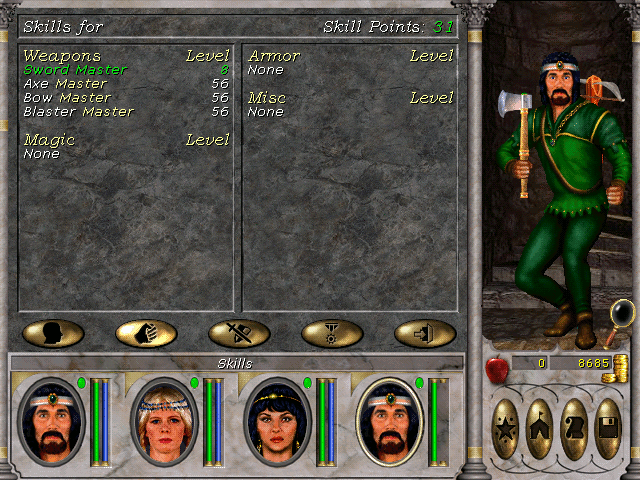 Skills for Skill Points: 31
Weapons Level
Sword Master 8
Axe Master 56
Bow Master 56
Blaster Master 56
Magic Level
None
Armor Level
None
Misc Level
None
Skills
0 8685